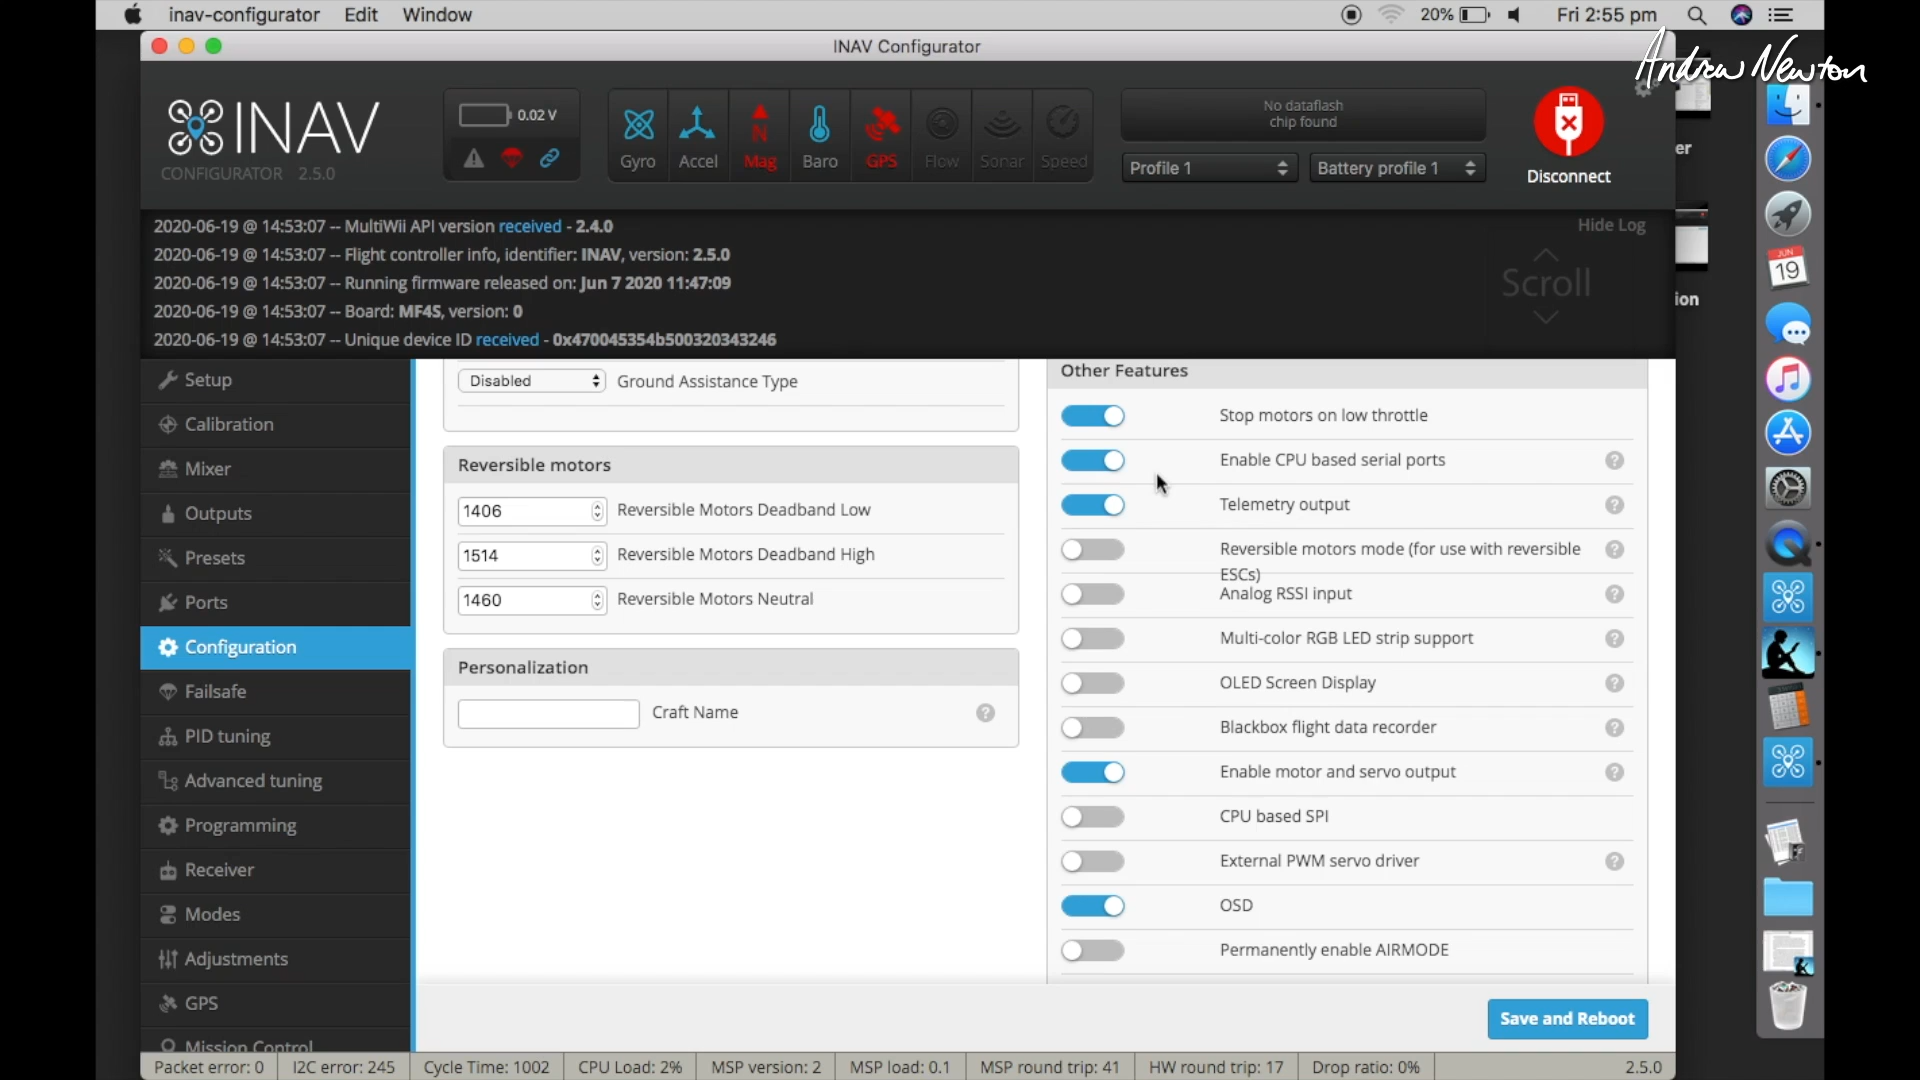 inav-configurator Edit Window 20% Fri 2:55 pm
INAV Configurator
Andrew Newton
INAV
CONFIGURATOR 2.5.0
0.02 V
N
Gyro Accel Mag Baro GPS Flow Sonar Speed
No dataflash
chip found
Profile 1
Battery profile 1
Disconnect
2020-06-19 @ 14:53:07 -- MultiWii API version received - 2.4.0
2020-06-19 @ 14:53:07 -- Flight controller info, identifier: INAV, version: 2.5.0
2020-06-19 @ 14:53:07 -- Running firmware released on: Jun 7 2020 11:47:09
2020-06-19 @ 14:53:07 -- Board: MF4S, version: 0
2020-06-19 @ 14:53:07 -- Unique device ID received - 0x470045354b500320343246
Hide Log
Scroll
Setup
Calibration
Mixer
Outputs
Presets
Ports
Configuration
Failsafe
PID tuning
Advanced tuning
Programming
Receiver
Modes
Adjustments
GPS
Mission Control
Disabled Ground Assistance Type
Reversible motors
1406 Reversible Motors Deadband Low
1514 Reversible Motors Deadband High
1460 Reversible Motors Neutral
Personalization
Craft Name ?
Other Features
Stop motors on low throttle
Enable CPU based serial ports ?
Telemetry output ?
Reversible motors mode (for use with reversible ?
ESCs)
Analog RSSI input ?
Multi-color RGB LED strip support ?
OLED Screen Display ?
Blackbox flight data recorder ?
Enable motor and servo output ?
CPU based SPI
External PWM servo driver ?
OSD
Permanently enable AIRMODE
Save and Reboot
Packet error: 0 I2C error: 245 Cycle Time: 1002 CPU Load: 2% MSP version: 2 MSP load: 0.1 MSP round trip: 41 HW round trip: 17 Drop ratio: 0% 2.5.0
er
ion
JUN
19